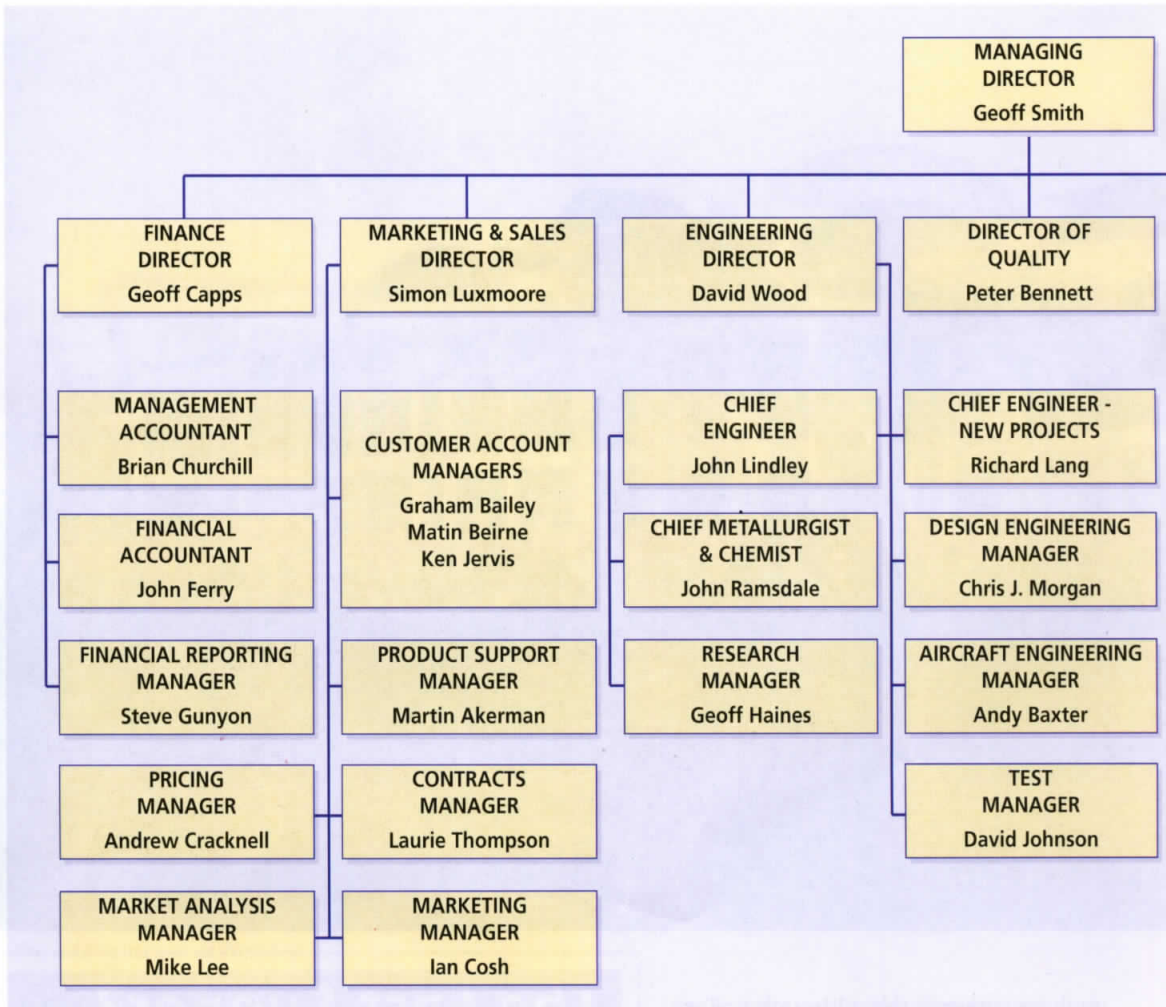 MANAGING
DIRECTOR
Geoff Smith
FINANCE
DIRECTOR
Geoff Capps
MARKETING & SALES
DIRECTOR
Simon Luxmoore
ENGINEERING
DIRECTOR
David Wood
DIRECTOR OF
QUALITY
Peter Bennett
MANAGEMENT
ACCOUNTANT
Brian Churchill
CUSTOMER ACCOUNT
MANAGERS
Graham Bailey
Matin Beirne
Ken Jervis
CHIEF
ENGINEER
John Lindley
CHIEF ENGINEER -
NEW PROJECTS
Richard Lang
FINANCIAL
ACCOUNTANT
John Ferry
CHIEF METALLURGIST
& CHEMIST
John Ramsdale
DESIGN ENGINEERING
MANAGER
Chris J. Morgan
FINANCIAL REPORTING
MANAGER
Steve Gunyon
PRODUCT SUPPORT
MANAGER
Martin Akerman
RESEARCH
MANAGER
Geoff Haines
AIRCRAFT ENGINEERING
MANAGER
Andy Baxter
PRICING
MANAGER
Andrew Cracknell
CONTRACTS
MANAGER
Laurie Thompson
TEST
MANAGER
David Johnson
MARKET ANALYSIS
MANAGER
Mike Lee
MARKETING
MANAGER
Ian Cosh